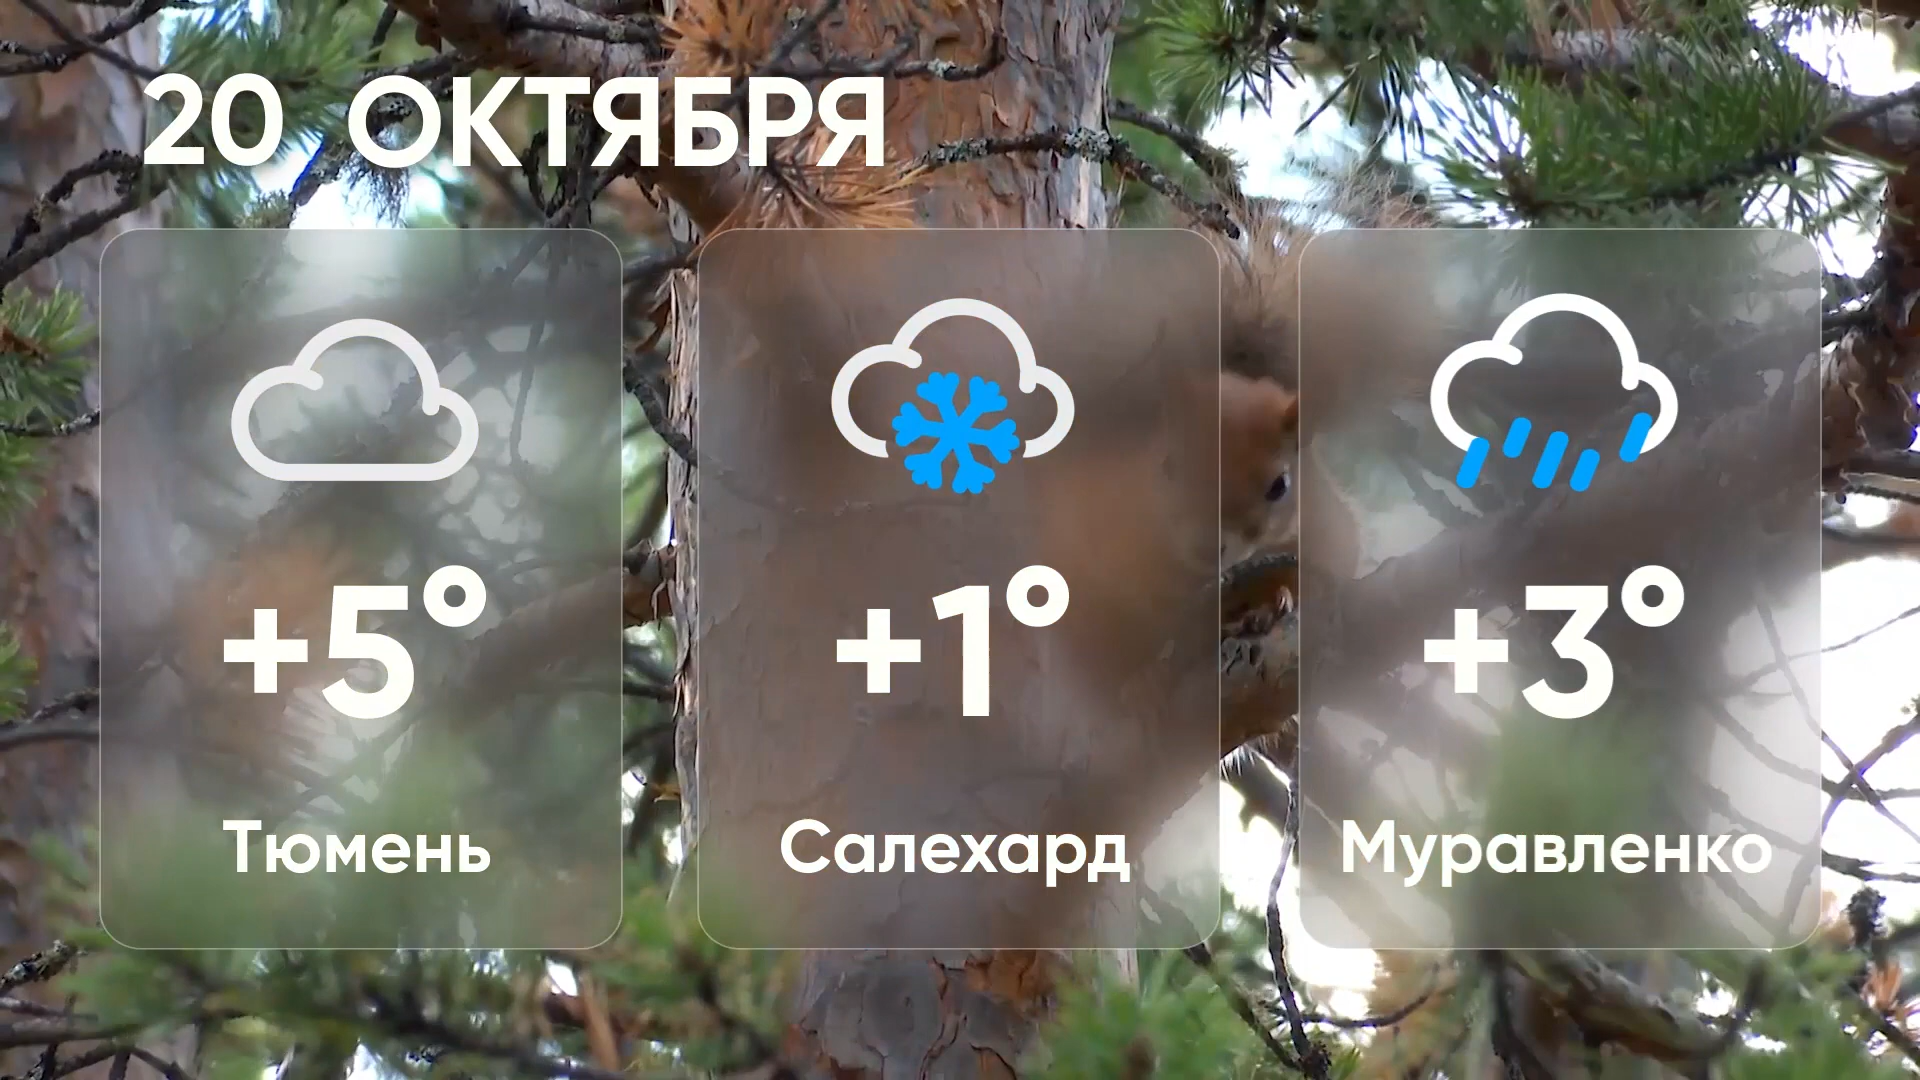 20 ОКТЯБРЯ
+5°
+1°
+3°
Тюмень
Салехард
Муравленко